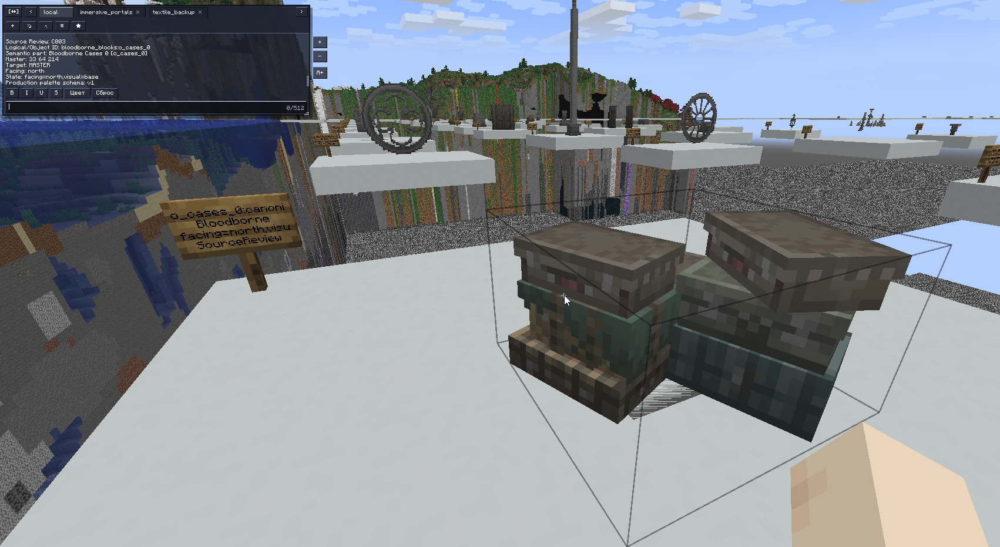 [↔] < local immersive_portals × textile_backup × >
Source Review: C003
Logical/Object ID: bloodborne_blocks:o_cases_0
Semantic part: Bloodborne Cases 0 [o_cases_0]
Master: 33 64 214
Target: MASTER
Facing: north
State: facing=north,visual=base
Production palette schema: v1
B I U S Цвет Сброс
0/512
+
−
A+
o_cases_0:canoni
Bloodborne
facing=north,visu
SourceReview